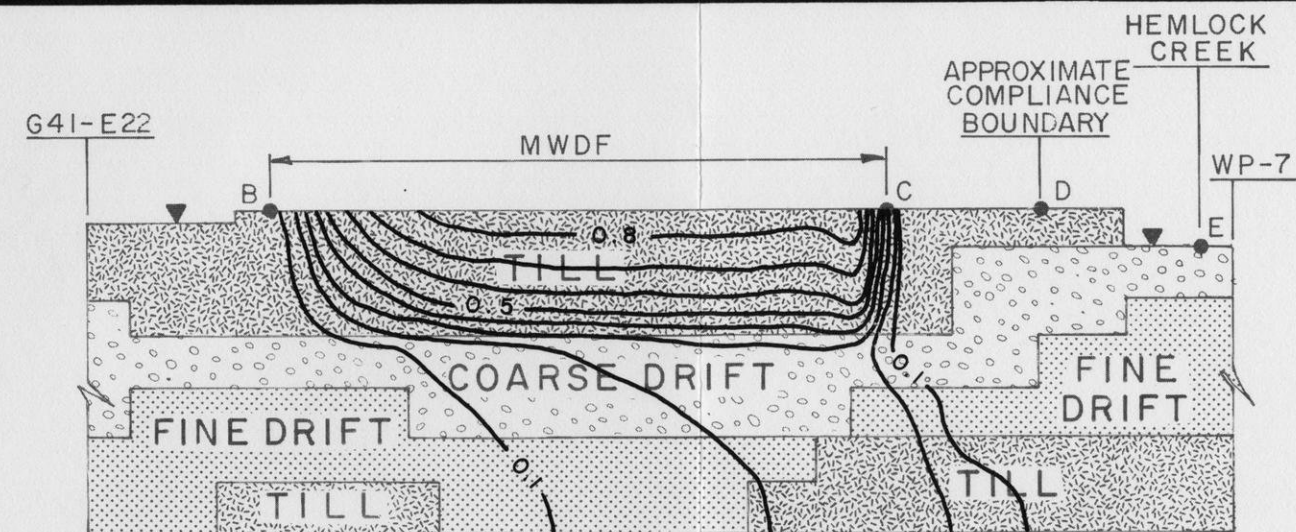 HEMLOCK
CREEK
APPROXIMATE
COMPLIANCE
BOUNDARY
G41-E22
MWDF
WP-7
B
C
D
E
0.8
TILL
0.5
0.1
COARSE DRIFT
FINE
DRIFT
FINE DRIFT
0.1
TILL
TILL